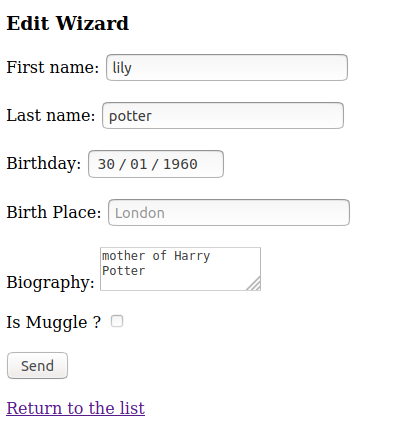 Edit Wizard
First name: lily
Last name: potter
Birthday: 30 / 01 / 1960
Birth Place: London
Biography: mother of Harry
Potter
Is Muggle ?
Send
Return to the list